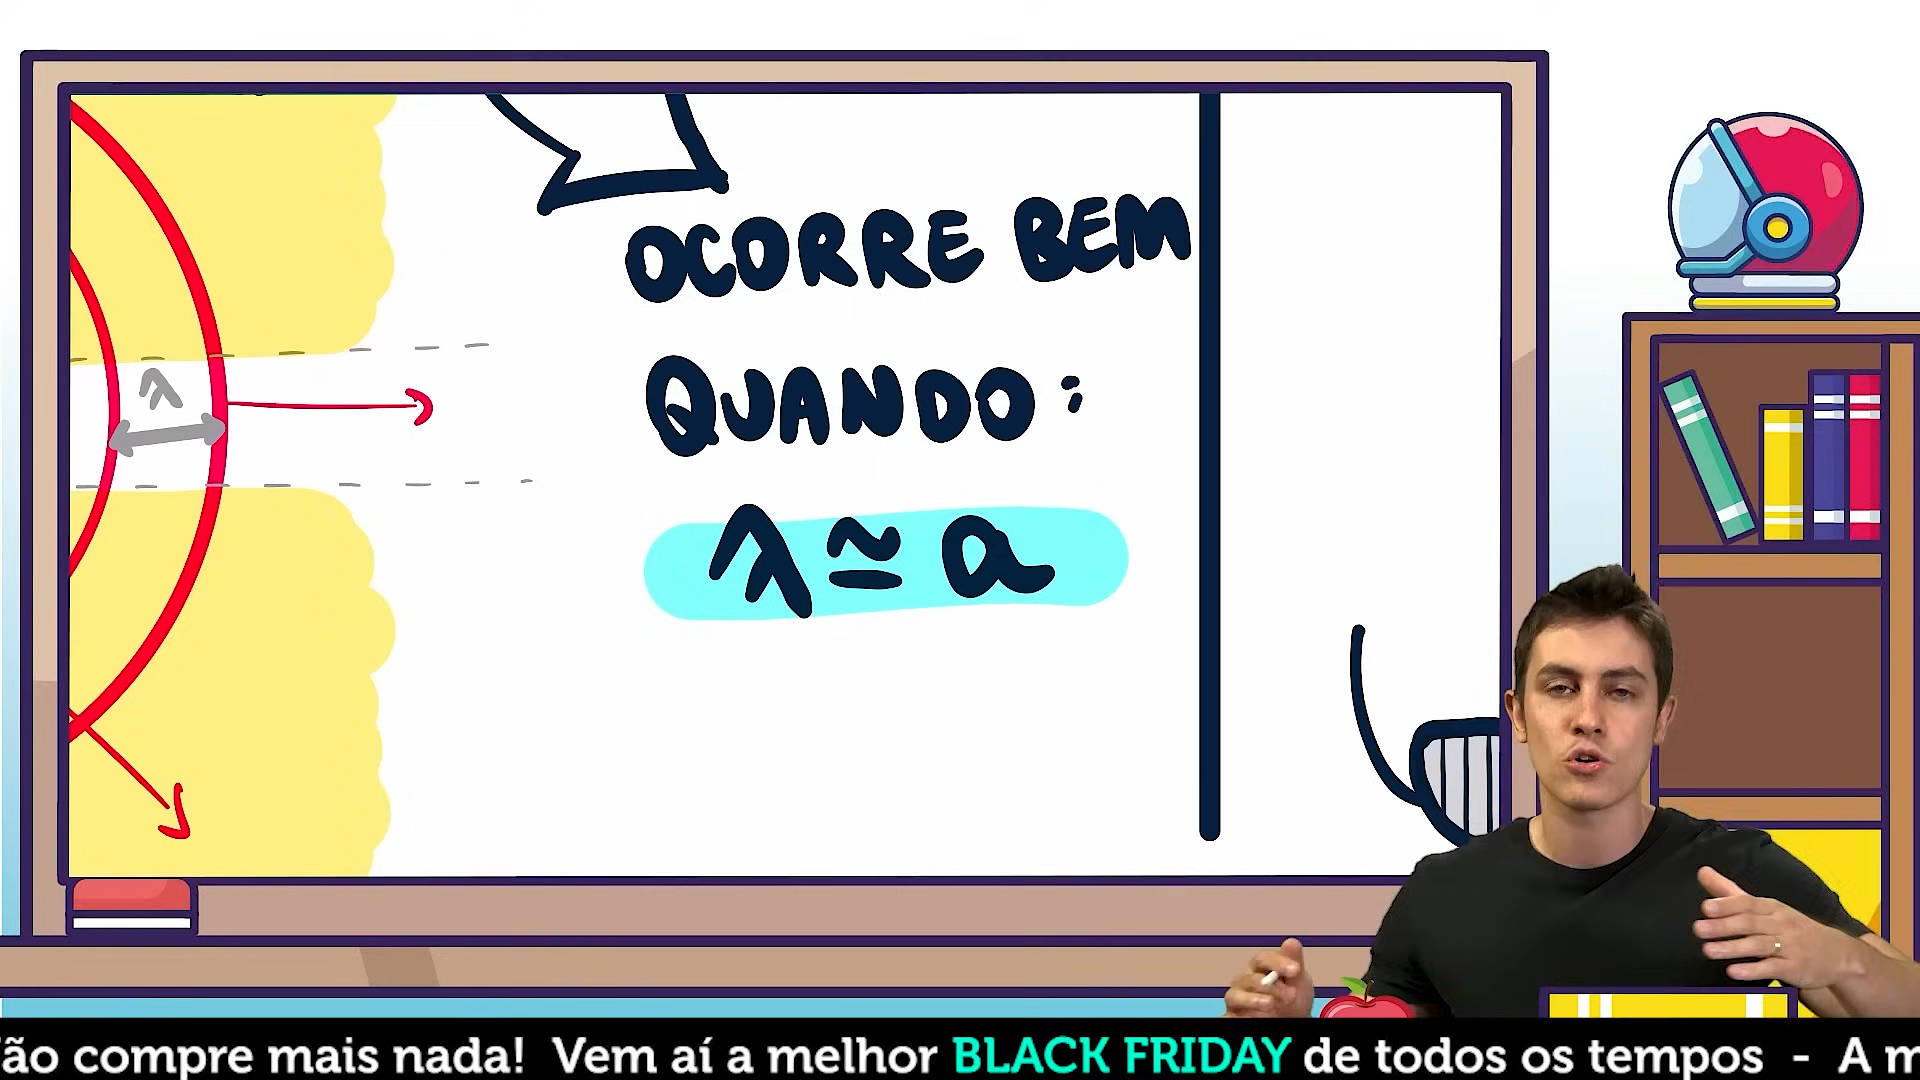 OCORRE BEM
QUANDO:
λ
λ ≃ a
ão compre mais nada! Vem aí a melhor BLACK FRIDAY de todos os tempos - A m